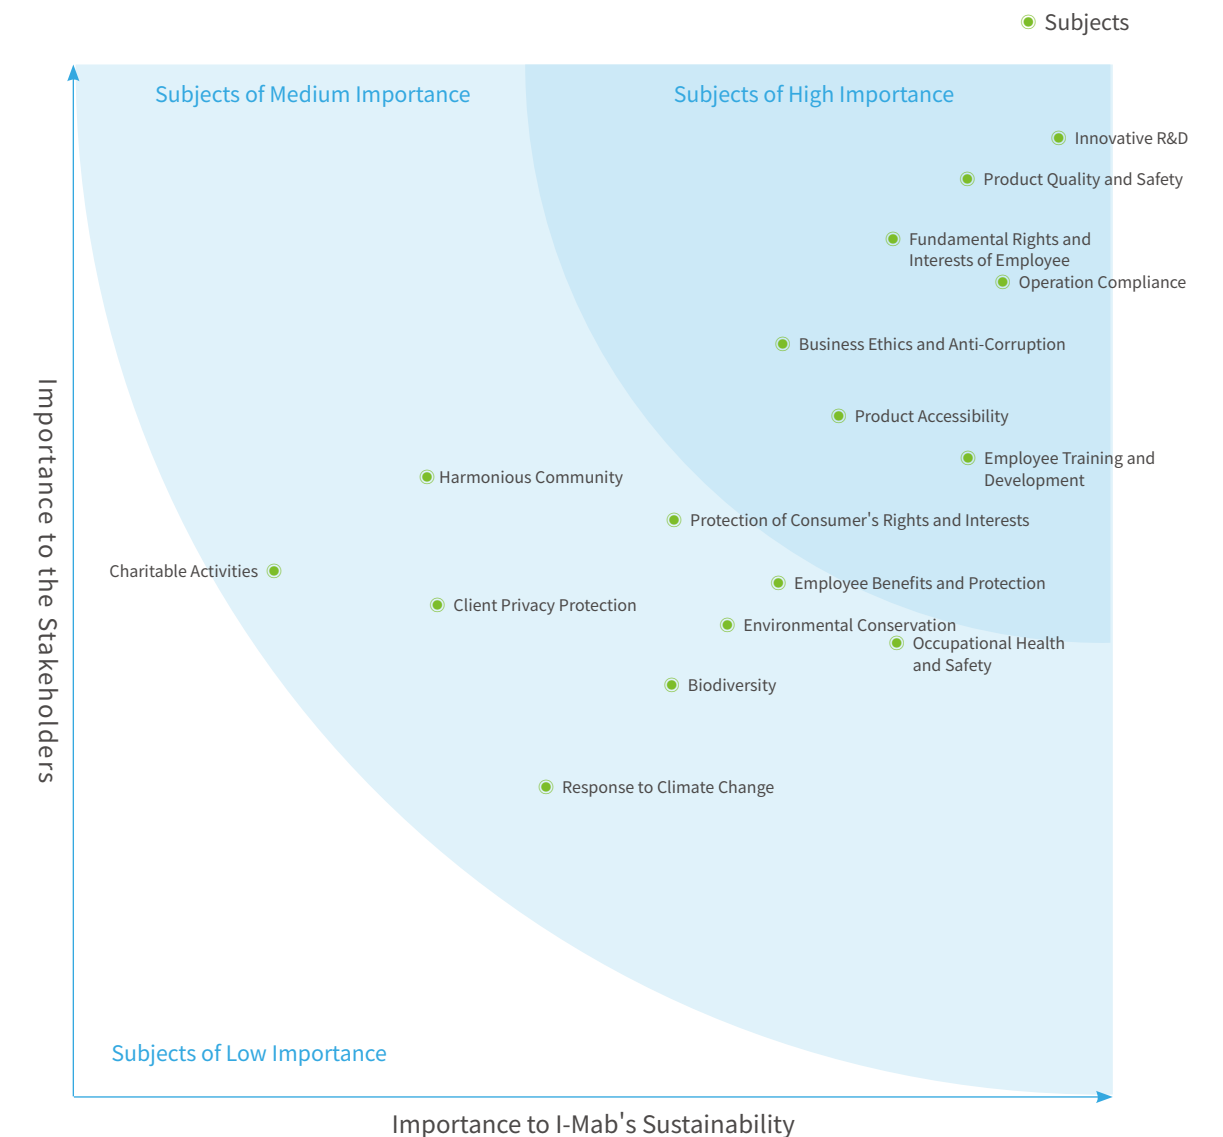 Subjects
Subjects of Medium Importance
Subjects of High Importance
Innovative R&D
Product Quality and Safety
Fundamental Rights and
Interests of Employee
Operation Compliance
Business Ethics and Anti-Corruption
Product Accessibility
Employee Training and
Development
Harmonious Community
Protection of Consumer's Rights and Interests
Charitable Activities
Employee Benefits and Protection
Client Privacy Protection
Environmental Conservation
Occupational Health
and Safety
Biodiversity
Response to Climate Change
Importance to the Stakeholders
Subjects of Low Importance
Importance to I-Mab's Sustainability